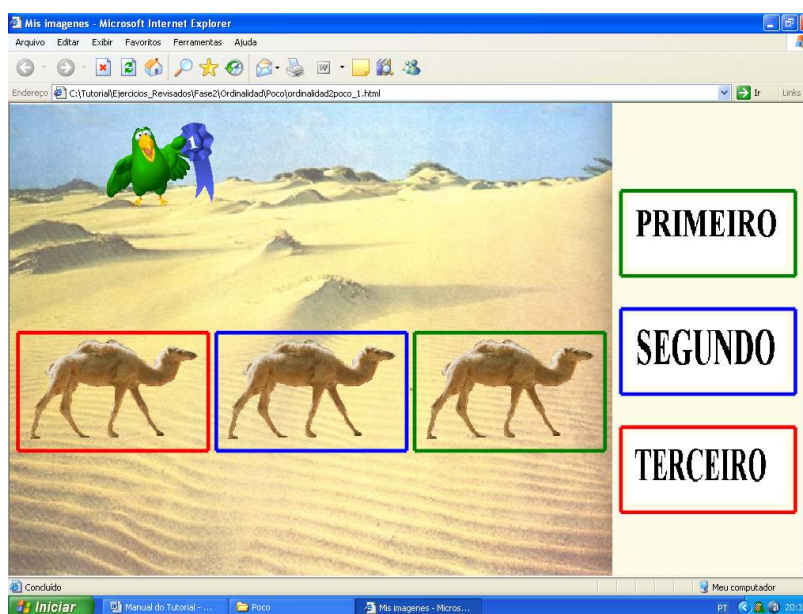 Mis imagenes - Microsoft Internet Explorer
Arquivo Editar Exibir Favoritos Ferramentas Ajuda
Endereço C:\Tutorial\Ejercicios_Revisados\Fase2\Ordinalidad\Poco\ordinalidad2poco_1.html Ir Links
1
PRIMEIRO
SEGUNDO
TERCEIRO
Concluído Meu computador
Iniciar Manual do Tutorial - ... Poco Mis imagenes - Micros... PT